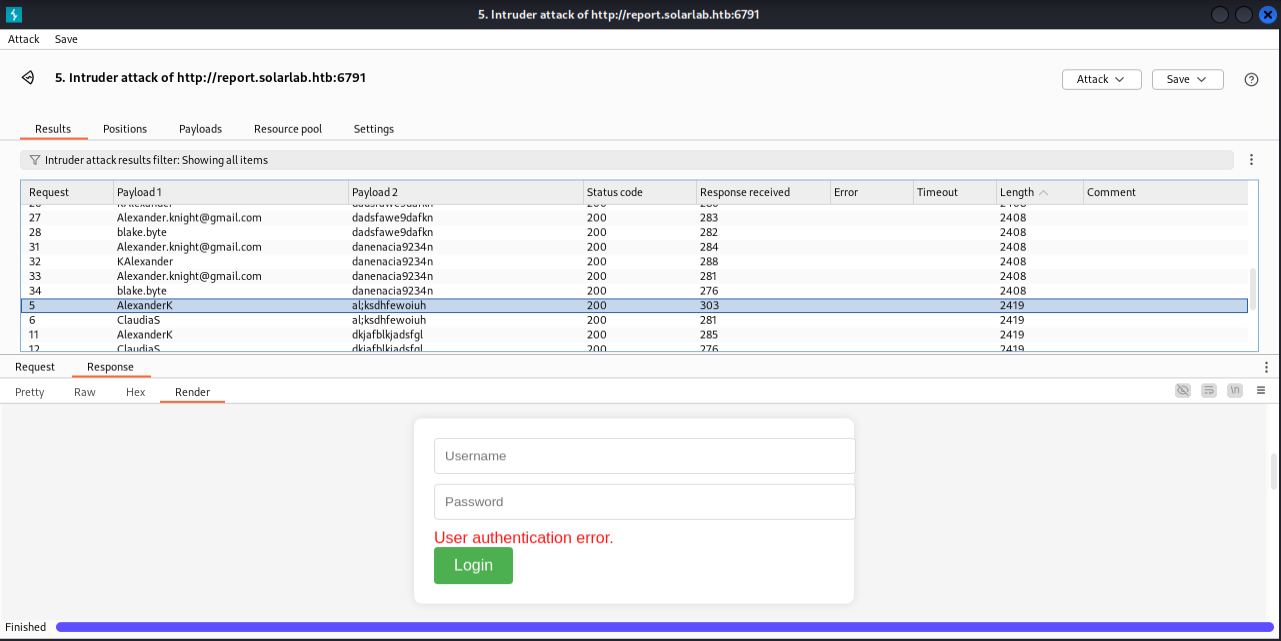 5. Intruder attack of http://report.solarlab.htb:6791
Attack Save
5. Intruder attack of http://report.solarlab.htb:6791
Attack Save
Results Positions Payloads Resource pool Settings
Intruder attack results filter: Showing all items
Request Payload 1 Payload 2 Status code Response received Error Timeout Length Comment
27 Alexander.knight@gmail.com dadsfawe9dafkn 200 283 2408
28 blake.byte dadsfawe9dafkn 200 282 2408
31 Alexander.knight@gmail.com danenacia9234n 200 284 2408
32 KAlexander danenacia9234n 200 288 2408
33 Alexander.knight@gmail.com danenacia9234n 200 281 2408
34 blake.byte danenacia9234n 200 276 2408
5 AlexanderK al;ksdhfewoiuh 200 303 2419
6 ClaudiaS al;ksdhfewoiuh 200 281 2419
11 AlexanderK dkjafblkjadsfgl 200 285 2419
12 ClaudiaS dkjafblkjadsfgl 200 276 2419
Request Response
Pretty Raw Hex Render
\n
Username
Password
User authentication error.
Login
Finished